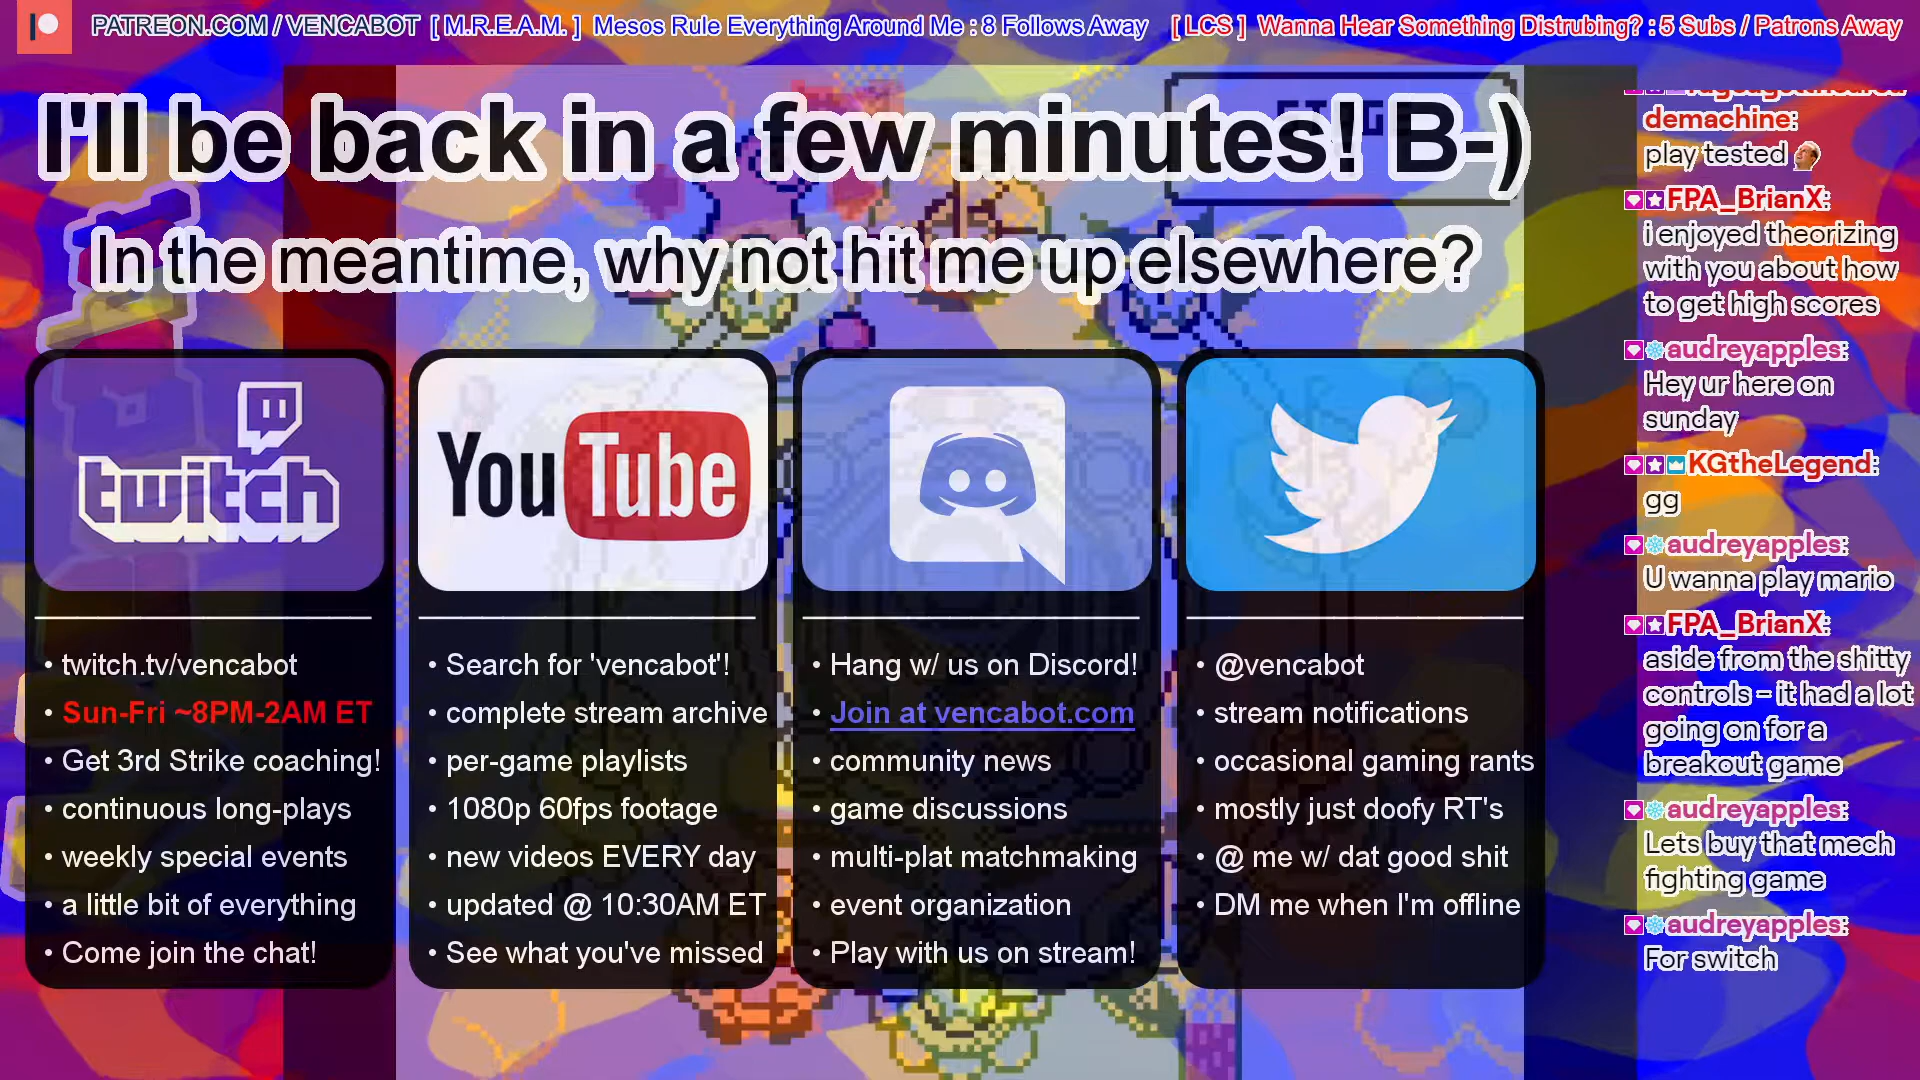 PATREON.COM / VENCABOT [ M.R.E.A.M. ] Mesos Rule Everything Around Me : 8 Follows Away [ LCS ] Wanna Hear Something Distrubing? : 5 Subs / Patrons Away
I'll be back in a few minutes! B-)
In the meantime, why not hit me up elsewhere?
twitch
• twitch.tv/vencabot
• Sun-Fri ~8PM-2AM ET
• Get 3rd Strike coaching!
• continuous long-plays
• weekly special events
• a little bit of everything
• Come join the chat!
YouTube
• Search for 'vencabot'!
• complete stream archive
• per-game playlists
• 1080p 60fps footage
• new videos EVERY day
• updated @ 10:30AM ET
• See what you've missed
• Hang w/ us on Discord!
• Join at vencabot.com
• community news
• game discussions
• multi-plat matchmaking
• event organization
• Play with us on stream!
• @vencabot
• stream notifications
• occasional gaming rants
• mostly just doofy RT's
• @ me w/ dat good shit
• DM me when I'm offline
demachine:
play tested
FPA_BrianX:
i enjoyed theorizing
with you about how
to get high scores
audreyapples:
Hey ur here on
sunday
KGtheLegend:
gg
audreyapples:
U wanna play mario
FPA_BrianX:
aside from the shitty
controls - it had a lot
going on for a
breakout game
audreyapples:
Lets buy that mech
fighting game
audreyapples:
For switch